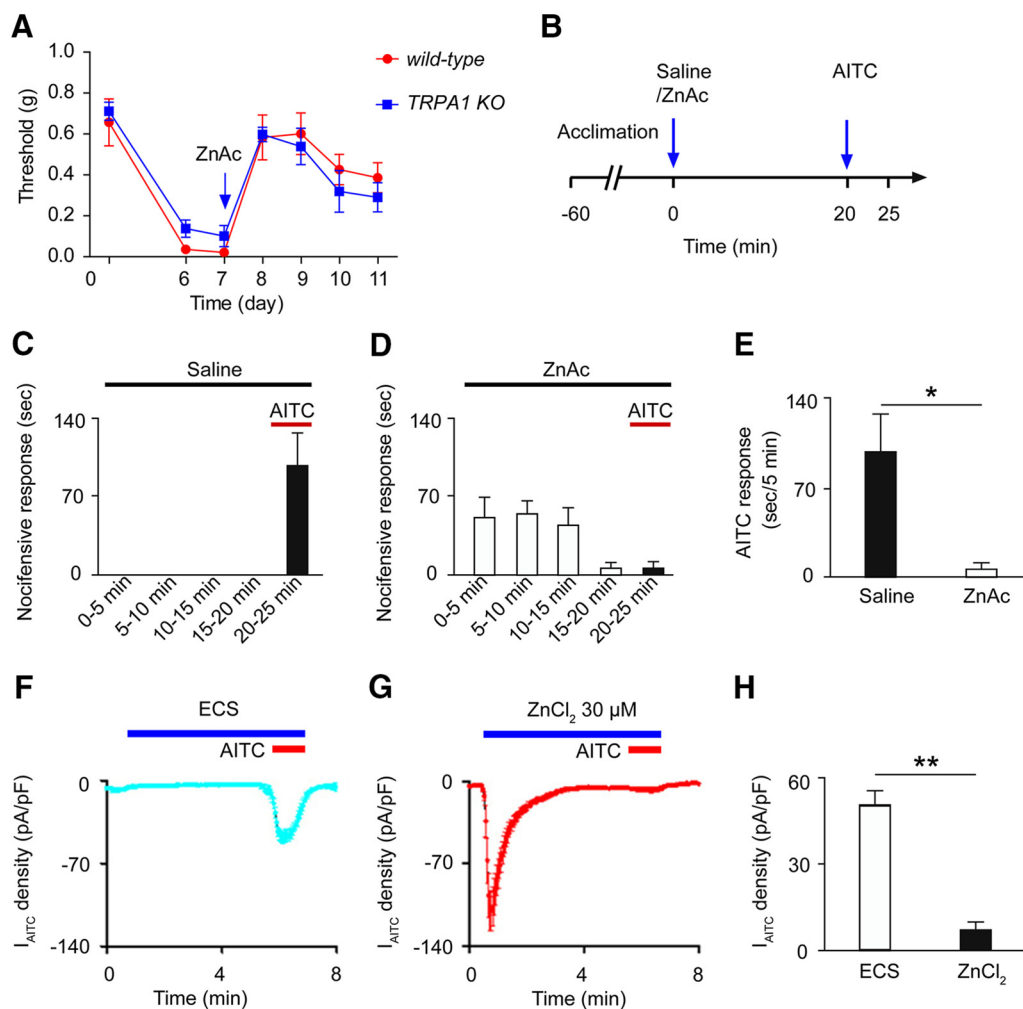 A
Threshold (g)
1.0
0.8
0.6
0.4
0.2
0.0
ZnAc
wild-type
TRPA1 KO
0 6 7 8 9 10 11
Time (day)
B
Saline
/ZnAc
AITC
Acclimation
-60 0 20 25
Time (min)
C
Saline
AITC
Nocifensive response (sec)
140
70
0
0-5 min
5-10 min
10-15 min
15-20 min
20-25 min
D
ZnAc
AITC
Nocifensive response (sec)
140
70
0
0-5 min
5-10 min
10-15 min
15-20 min
20-25 min
E
AITC response
(sec/5 min)
140
70
0
*
Saline ZnAc
F
ECS
AITC
I_AITC density (pA/pF)
0
-70
-140
0 4 8
Time (min)
G
ZnCl₂ 30 µM
AITC
I_AITC density (pA/pF)
0
-70
-140
0 4 8
Time (min)
H
I_AITC density (pA/pF)
60
30
0
**
ECS ZnCl₂